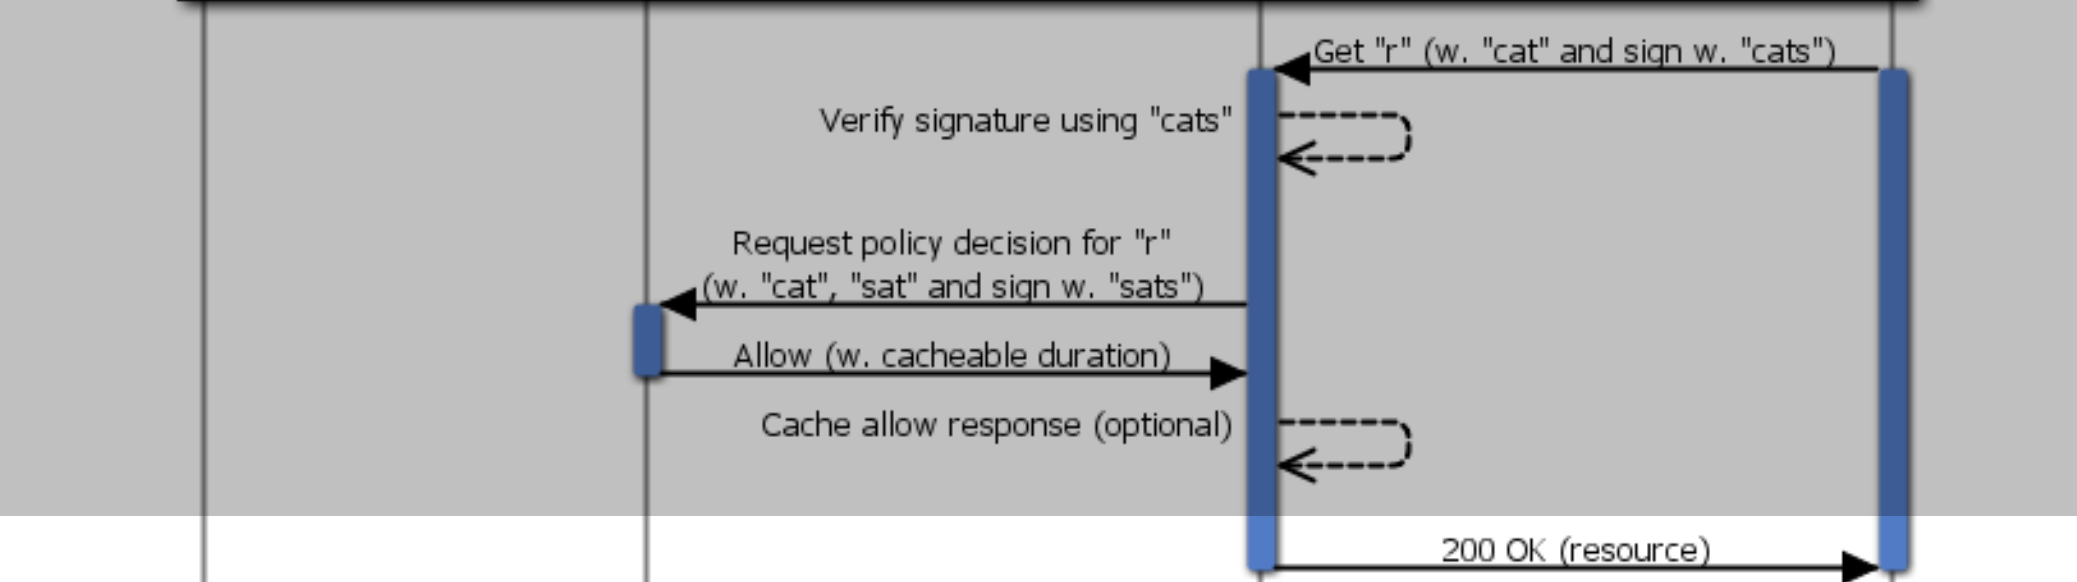 Get "r" (w. "cat" and sign w. "cats")
Verify signature using "cats"
Request policy decision for "r"
(w. "cat", "sat" and sign w. "sats")
Allow (w. cacheable duration)
Cache allow response (optional)
200 OK (resource)